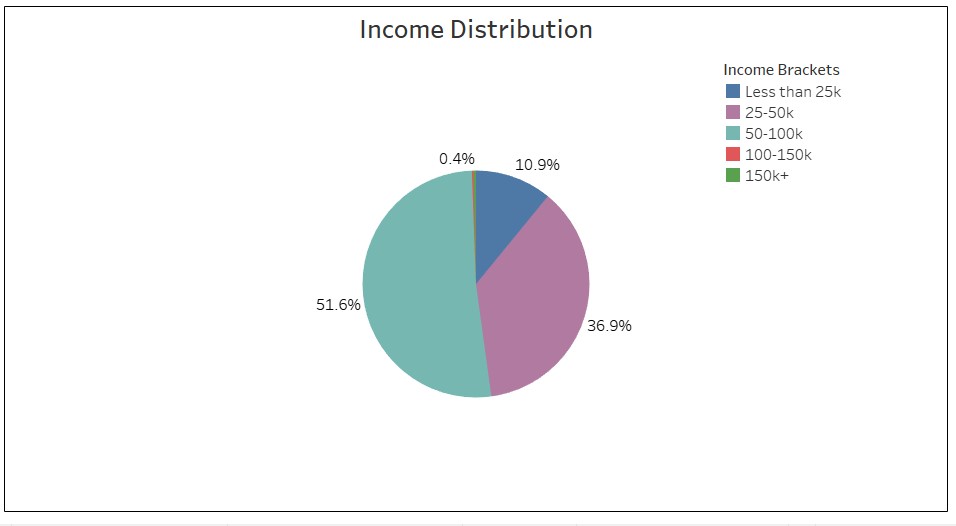 Income Distribution
Income Brackets
Less than 25k
25-50k
50-100k
100-150k
150k+
0.4%
10.9%
51.6%
36.9%